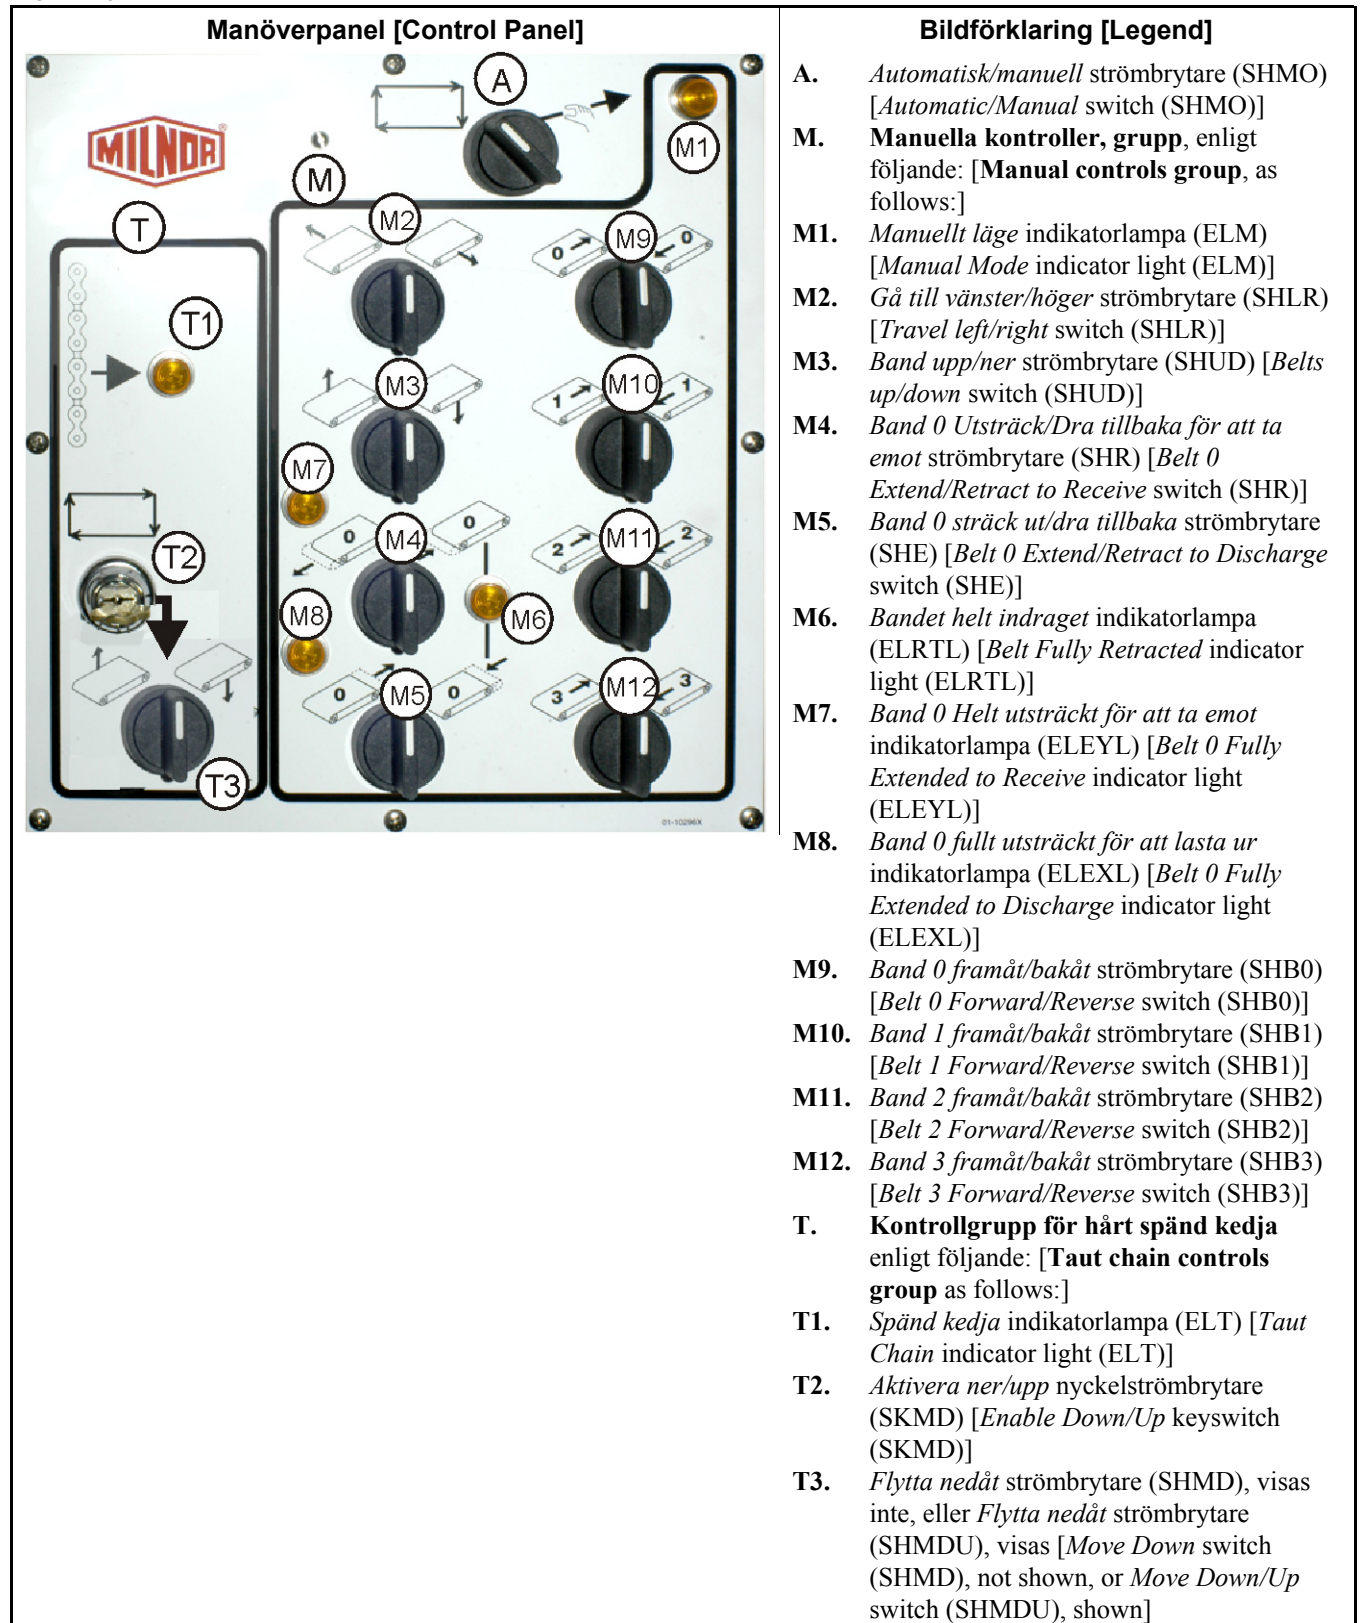 Manöverpanel [Control Panel]
MILNOR
®
A
M1
M
T
M2
0
M9
0
T1
M3
1
M10
1
M7
0
M4
0
2
M11
2
T2
M8
M6
0
M5
0
3
M12
3
T3
01-10296X
Bildförklaring [Legend]
A. Automatisk/manuell strömbrytare (SHMO)
[Automatic/Manual switch (SHMO)]
M. Manuella kontroller, grupp, enligt
följande: [Manual controls group, as
follows:]
M1. Manuellt läge indikatorlampa (ELM)
[Manual Mode indicator light (ELM)]
M2. Gå till vänster/höger strömbrytare (SHLR)
[Travel left/right switch (SHLR)]
M3. Band upp/ner strömbrytare (SHUD) [Belts
up/down switch (SHUD)]
M4. Band 0 Utsträck/Dra tillbaka för att ta
emot strömbrytare (SHR) [Belt 0
Extend/Retract to Receive switch (SHR)]
M5. Band 0 sträck ut/dra tillbaka strömbrytare
(SHE) [Belt 0 Extend/Retract to Discharge
switch (SHE)]
M6. Bandet helt indraget indikatorlampa
(ELRTL) [Belt Fully Retracted indicator
light (ELRTL)]
M7. Band 0 Helt utsträckt för att ta emot
indikatorlampa (ELEYL) [Belt 0 Fully
Extended to Receive indicator light
(ELEYL)]
M8. Band 0 fullt utsträckt för att lasta ur
indikatorlampa (ELEXL) [Belt 0 Fully
Extended to Discharge indicator light
(ELEXL)]
M9. Band 0 framåt/bakåt strömbrytare (SHB0)
[Belt 0 Forward/Reverse switch (SHB0)]
M10. Band 1 framåt/bakåt strömbrytare (SHB1)
[Belt 1 Forward/Reverse switch (SHB1)]
M11. Band 2 framåt/bakåt strömbrytare (SHB2)
[Belt 2 Forward/Reverse switch (SHB2)]
M12. Band 3 framåt/bakåt strömbrytare (SHB3)
[Belt 3 Forward/Reverse switch (SHB3)]
T. Kontrollgrupp för hårt spänd kedja
enligt följande: [Taut chain controls
group as follows:]
T1. Spänd kedja indikatorlampa (ELT) [Taut
Chain indicator light (ELT)]
T2. Aktivera ner/upp nyckelströmbrytare
(SKMD) [Enable Down/Up keyswitch
(SKMD)]
T3. Flytta nedåt strömbrytare (SHMD), visas
inte, eller Flytta nedåt strömbrytare
(SHMDU), visas [Move Down switch
(SHMD), not shown, or Move Down/Up
switch (SHMDU), shown]